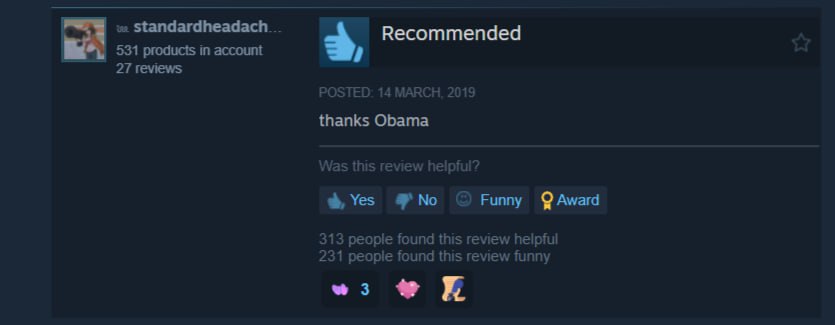 standardheadach...
531 products in account
27 reviews
Recommended
POSTED: 14 MARCH, 2019
thanks Obama
Was this review helpful?
Yes
No
Funny
Award
313 people found this review helpful
231 people found this review funny
3